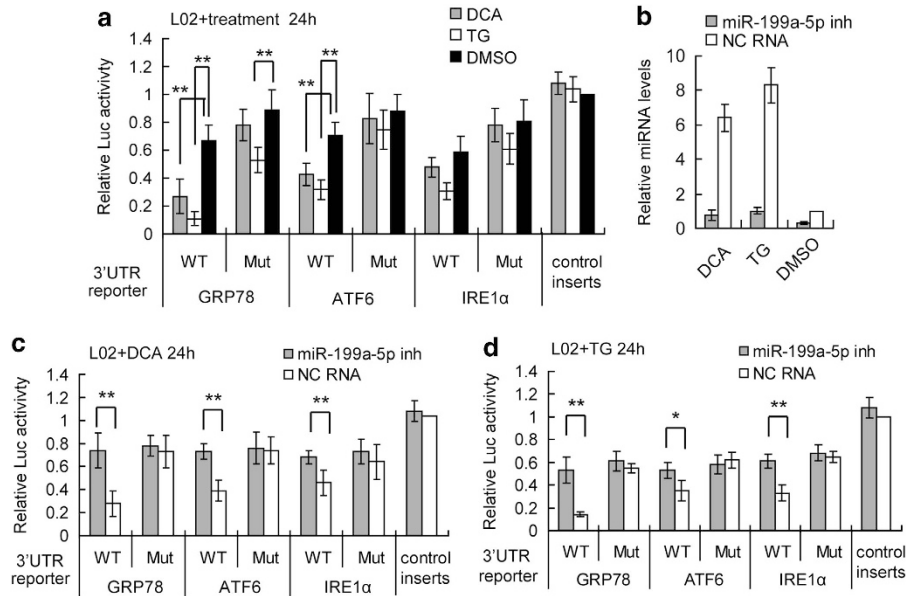 a
L02+treatment 24h
DCA
TG
DMSO
Relative Luc activivty
1.4
1.2
1
0.8
0.6
0.4
0.2
0
** ** ** ** **
WT Mut WT Mut WT Mut control inserts
3'UTR reporter
GRP78 ATF6 IRE1α
b
miR-199a-5p inh
NC RNA
Relative miRNA levels
10
8
6
4
2
0
DCA TG DMSO
c
L02+DCA 24h
miR-199a-5p inh
NC RNA
Relative Luc activivty
1.4
1.2
1
0.8
0.6
0.4
0.2
0
** ** **
WT Mut WT Mut WT Mut control inserts
3'UTR reporter
GRP78 ATF6 IRE1α
d
L02+TG 24h
miR-199a-5p inh
NC RNA
Relative Luc activivty
1.4
1.2
1
0.8
0.6
0.4
0.2
0
** * **
WT Mut WT Mut WT Mut control inserts
3'UTR reporter
GRP78 ATF6 IRE1α